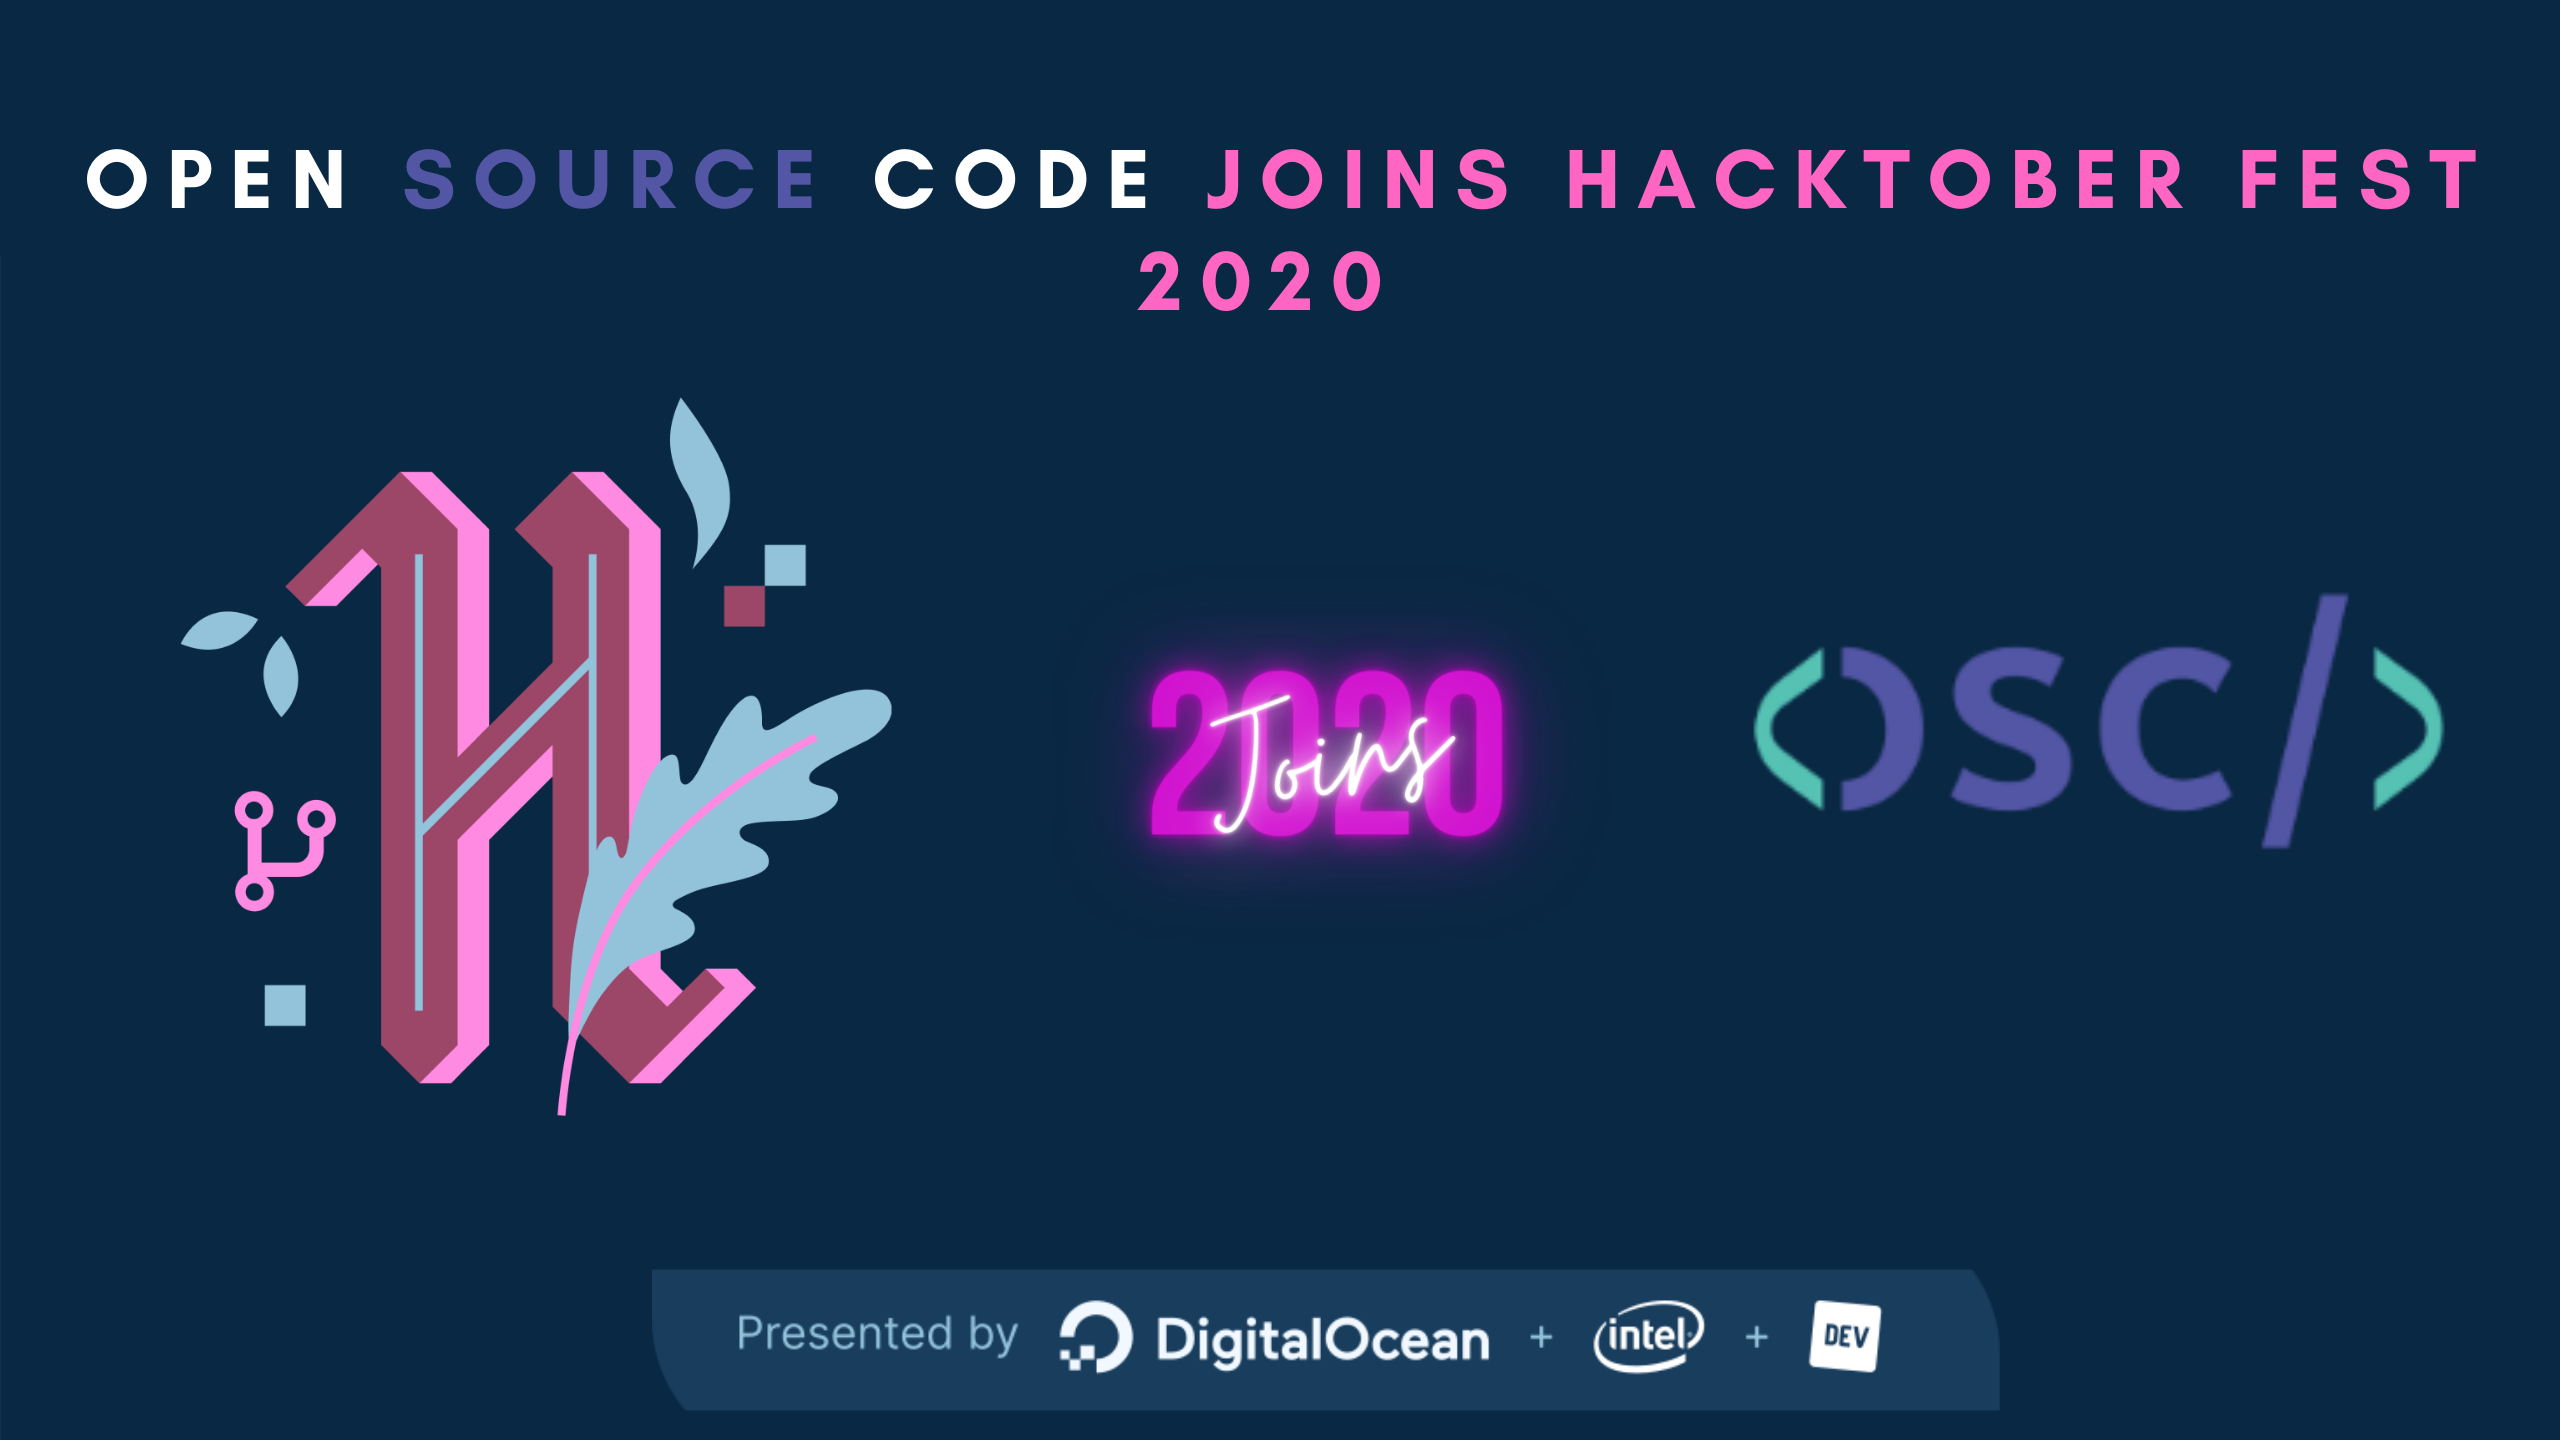 OPEN SOURCE CODE JOINS HACKTOBER FEST
2020
H
2020
Joins
<OSC/>
Presented by DigitalOcean + intel + DEV